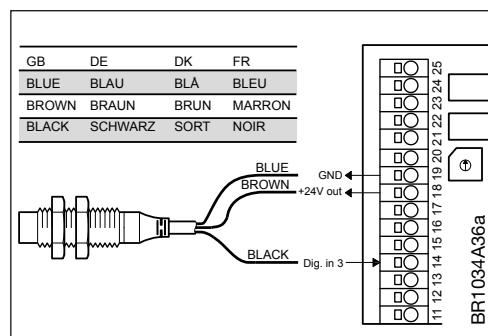 GB DE DK FR
BLUE BLAU BLÅ BLEU
BROWN BRAUN BRUN MARRON
BLACK SCHWARZ SORT NOIR
BLUE
GND
BROWN
+24V out
BLACK
Dig. in 3
25
24
23
22
21
20
19
18
17
16
15
14
13
12
11
BR1034A36a